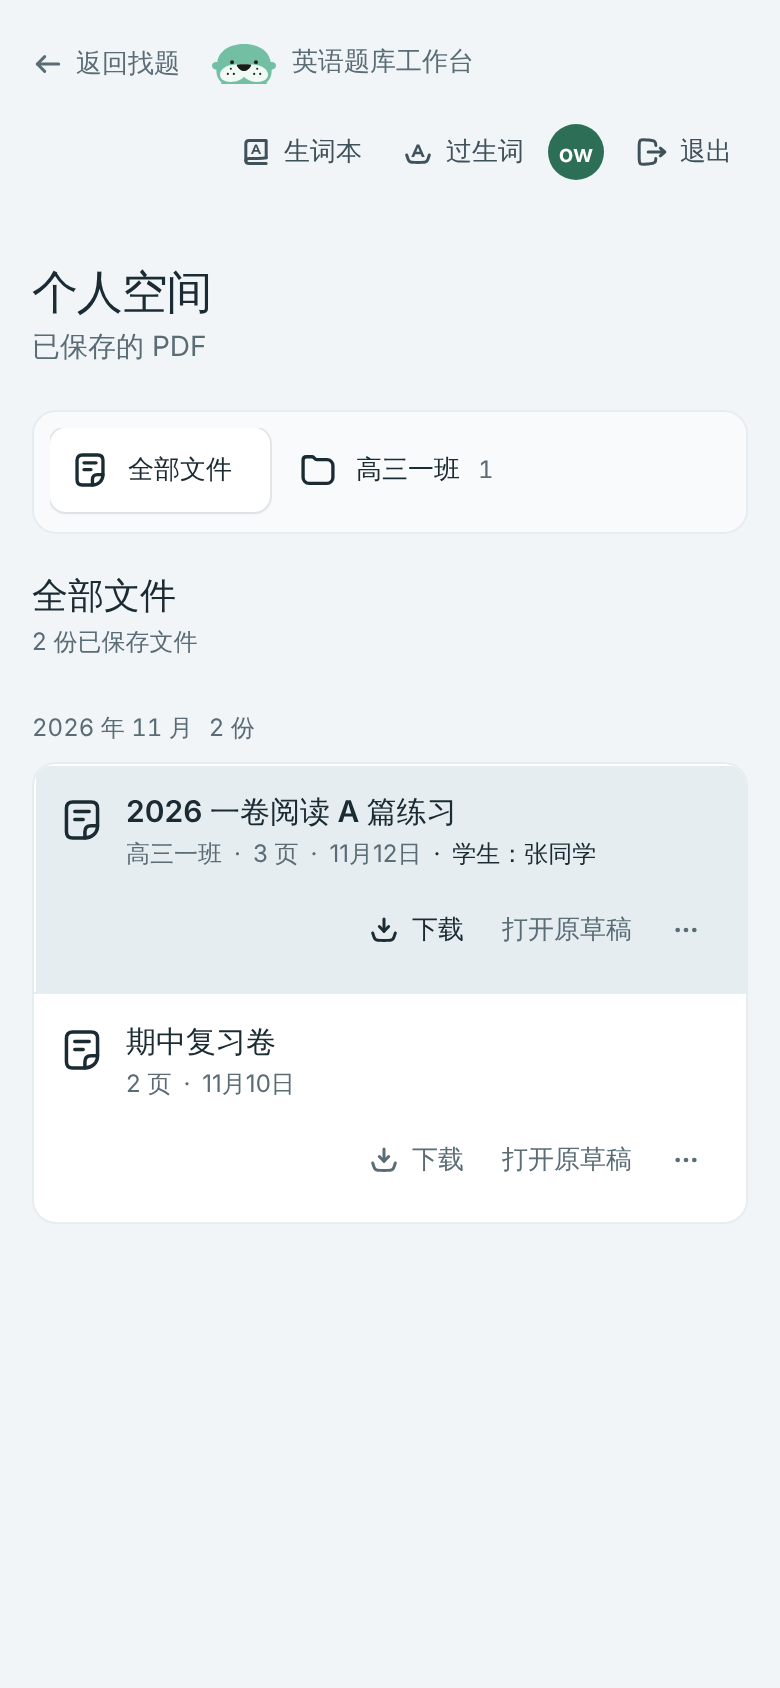 返回找题 英语题库工作台
生词本 过生词 ow 退出
个人空间
已保存的 PDF
全部文件 高三一班 1
全部文件
2 份已保存文件
2026 年 11 月 2 份
2026 一卷阅读 A 篇练习
高三一班 · 3 页 · 11月12日 · 学生：张同学
下载 打开原草稿 ···
期中复习卷
2 页 · 11月10日
下载 打开原草稿 ···